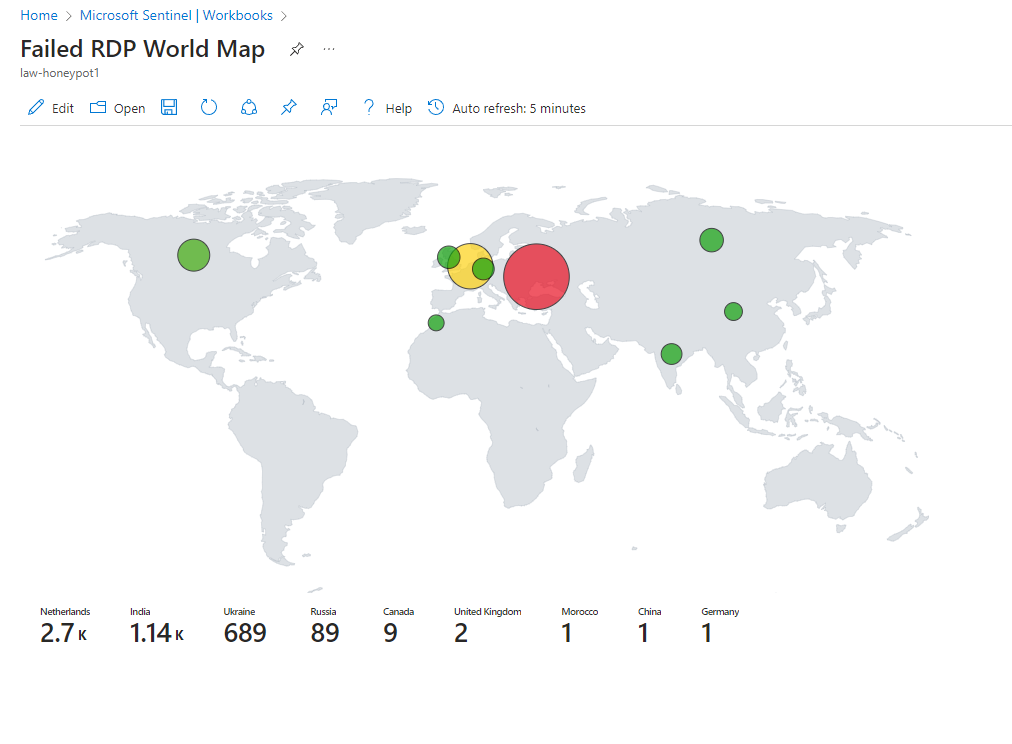 Home > Microsoft Sentinel | Workbooks >
Failed RDP World Map ...
law-honeypot1
Edit Open ? Help Auto refresh: 5 minutes
Netherlands India Ukraine Russia Canada United Kingdom Morocco China Germany
2.7 K 1.14 K 689 89 9 2 1 1 1